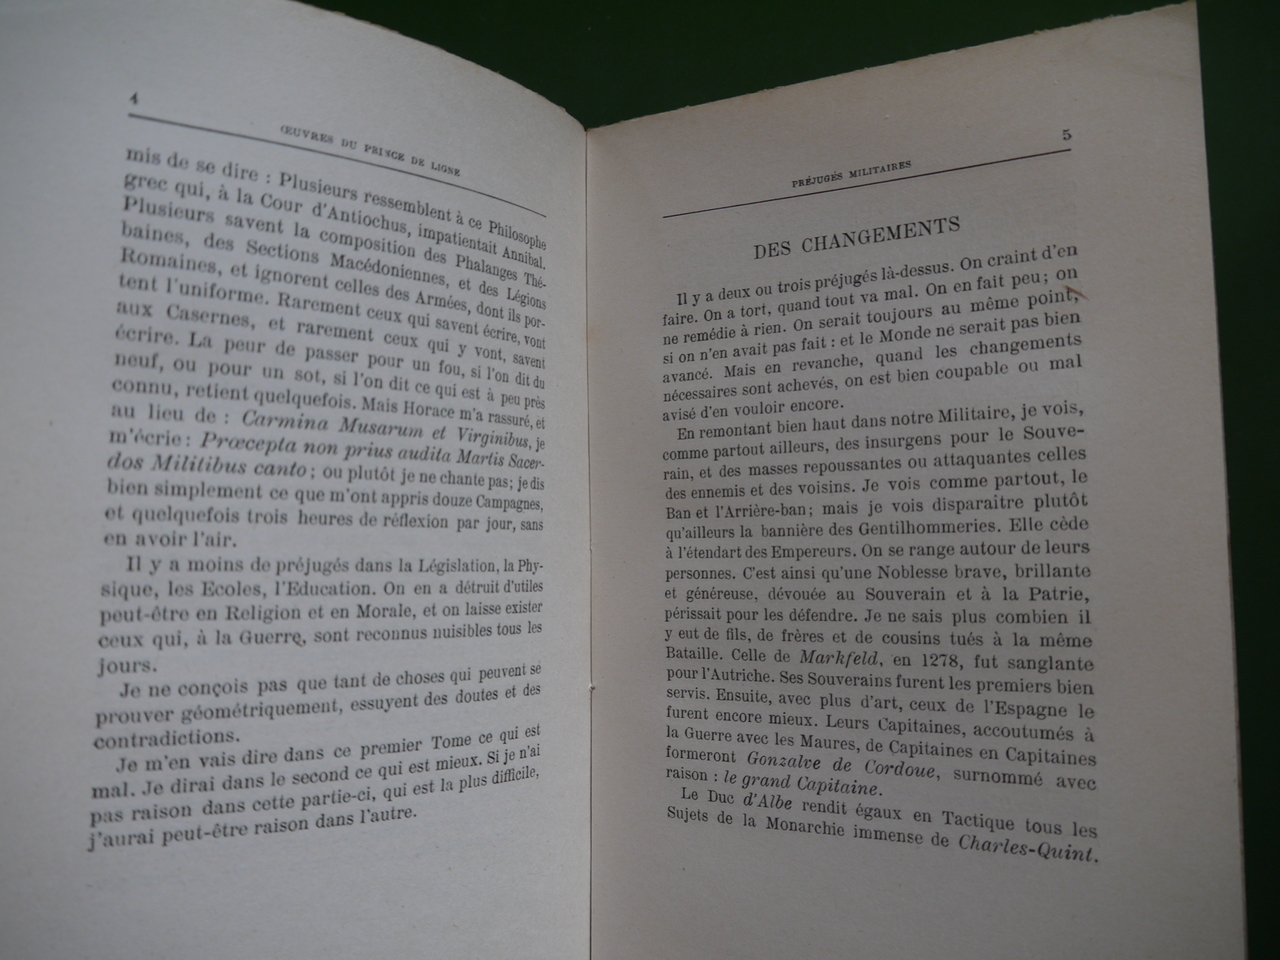 4
ŒUVRES DU PRINCE DE LIGNE
mis de se dire : Plusieurs ressemblent à ce Philosophe
grec qui, à la Cour d'Antiochus, impatientait Annibal.
Plusieurs savent la composition des Phalanges Thé-
baines, des Sections Macédoniennes, et des Légions
Romaines, et ignorent celles des Armées, dont ils por-
tent l'uniforme. Rarement ceux qui savent écrire, vont
aux Casernes, et rarement ceux qui y vont, savent
écrire. La peur de passer pour un fou, si l'on dit du
neuf, ou pour un sot, si l'on dit ce qui est à peu près
connu, retient quelquefois. Mais Horace m'a rassuré, et
au lieu de : Carmina Musarum et Virginibus, je
m'écrie : Præcepta non prius audita Martis Sacer-
dos Militibus canto ; ou plutôt je ne chante pas ; je dis
bien simplement ce que m'ont appris douze Campagnes,
et quelquefois trois heures de réflexion par jour, sans
en avoir l'air.
Il y a moins de préjugés dans la Législation, la Phy-
sique, les Ecoles, l'Education. On en a détruit d'utiles
peut-être en Religion et en Morale, et on laisse exister
ceux qui, à la Guerre, sont reconnus nuisibles tous les
jours.
Je ne conçois pas que tant de choses qui peuvent se
prouver géométriquement, essuyent des doutes et des
contradictions.
Je m'en vais dire dans ce premier Tome ce qui est
mal. Je dirai dans le second ce qui est mieux. Si je n'ai
pas raison dans cette partie-ci, qui est la plus difficile,
j'aurai peut-être raison dans l'autre.
5
PRÉJUGÉS MILITAIRES
DES CHANGEMENTS
Il y a deux ou trois préjugés là-dessus. On craint d'en
faire. On a tort, quand tout va mal. On en fait peu ; on
ne remédie à rien. On serait toujours au même point,
si on n'en avait pas fait : et le Monde ne serait pas bien
avancé. Mais en revanche, quand les changements
nécessaires sont achevés, on est bien coupable ou mal
avisé d'en vouloir encore.
En remontant bien haut dans notre Militaire, je vois,
comme partout ailleurs, des insurgens pour le Souve-
rain, et des masses repoussantes ou attaquantes celles
des ennemis et des voisins. Je vois comme partout, le
Ban et l'Arrière-ban ; mais je vois disparaitre plutôt
qu'ailleurs la bannière des Gentilhommeries. Elle cède
à l'étendart des Empereurs. On se range autour de leurs
personnes. C'est ainsi qu'une Noblesse brave, brillante
et généreuse, dévouée au Souverain et à la Patrie,
périssait pour les défendre. Je ne sais plus combien il
y eut de fils, de frères et de cousins tués à la même
Bataille. Celle de Markfeld, en 1278, fut sanglante
pour l'Autriche. Ses Souverains furent les premiers bien
servis. Ensuite, avec plus d'art, ceux de l'Espagne le
furent encore mieux. Leurs Capitaines, accoutumés à
la Guerre avec les Maures, de Capitaines en Capitaines
formeront Gonzalve de Cordoue, surnommé avec
raison : le grand Capitaine.
Le Duc d'Albe rendit égaux en Tactique tous les
Sujets de la Monarchie immense de Charles-Quint.